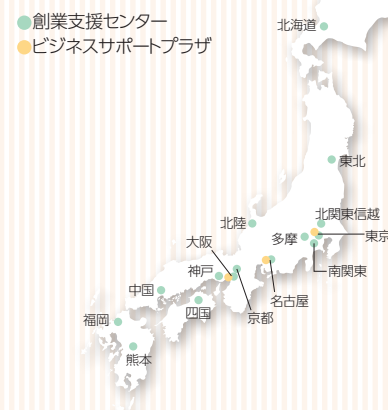 創業支援センター
ビジネスサポートプラザ
北海道
東北
北関東信越
北陸
多摩
東京
大阪
南関東
神戸
中国
名古屋
福岡
四国
京都
熊本